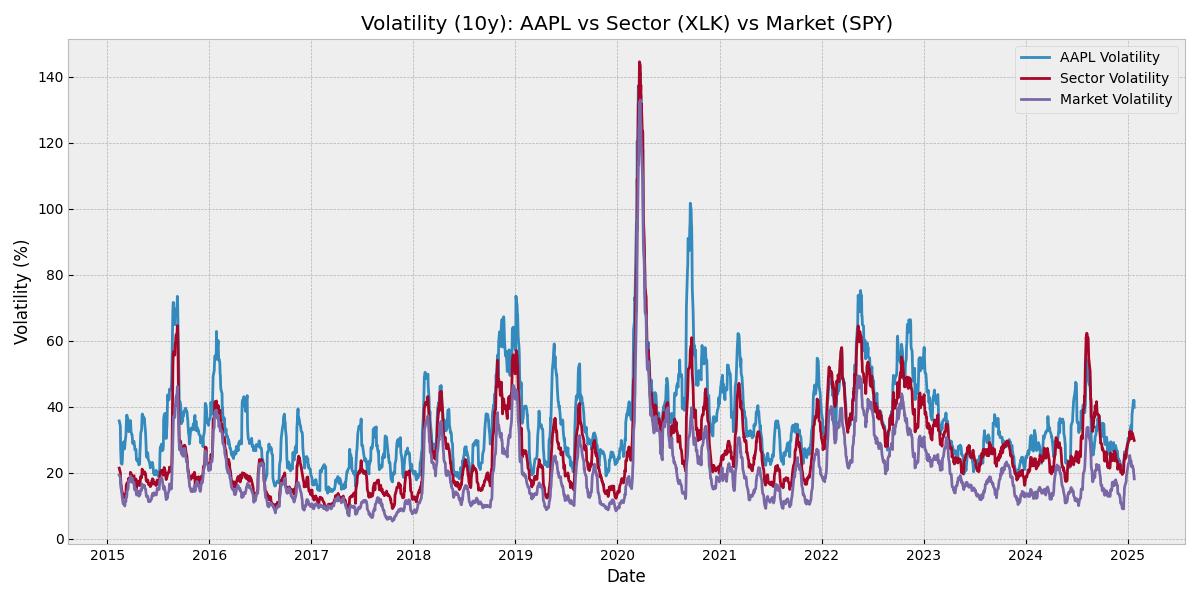 Volatility (10y): AAPL vs Sector (XLK) vs Market (SPY)
AAPL Volatility
Sector Volatility
Market Volatility
Volatility (%)
140
120
100
80
60
40
20
0
2015 2016 2017 2018 2019 2020 2021 2022 2023 2024 2025
Date